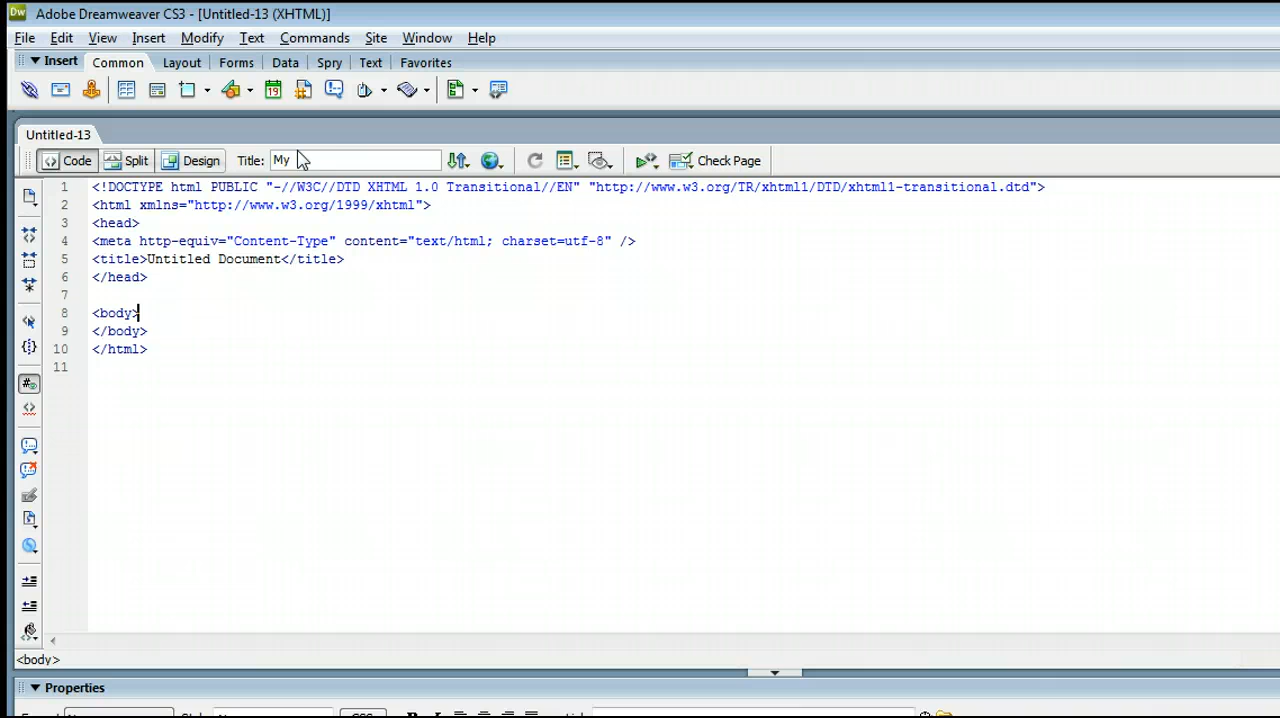 Dw Adobe Dreamweaver CS3 - [Untitled-13 (XHTML)]
File Edit View Insert Modify Text Commands Site Window Help
Insert Common Layout Forms Data Spry Text Favorites
19
Untitled-13
Code Split Design Title: My Check Page
1 <!DOCTYPE html PUBLIC "-//W3C//DTD XHTML 1.0 Transitional//EN" "http://www.w3.org/TR/xhtml1/DTD/xhtml1-transitional.dtd">
2 <html xmlns="http://www.w3.org/1999/xhtml">
3 <head>
4 <meta http-equiv="Content-Type" content="text/html; charset=utf-8" />
5 <title>Untitled Document</title>
6 </head>
7
8 <body>
9 </body>
10 </html>
11
<body>
Properties